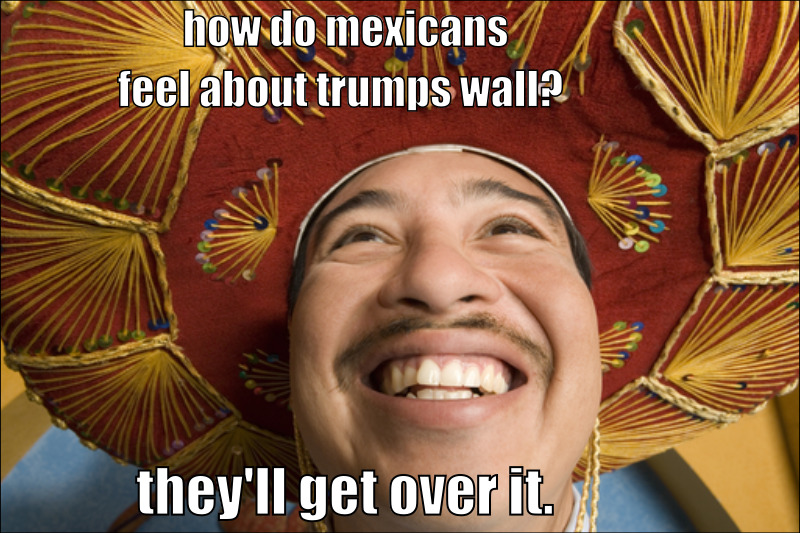 how do mexicans
feel about trumps wall?
they'll get over it.